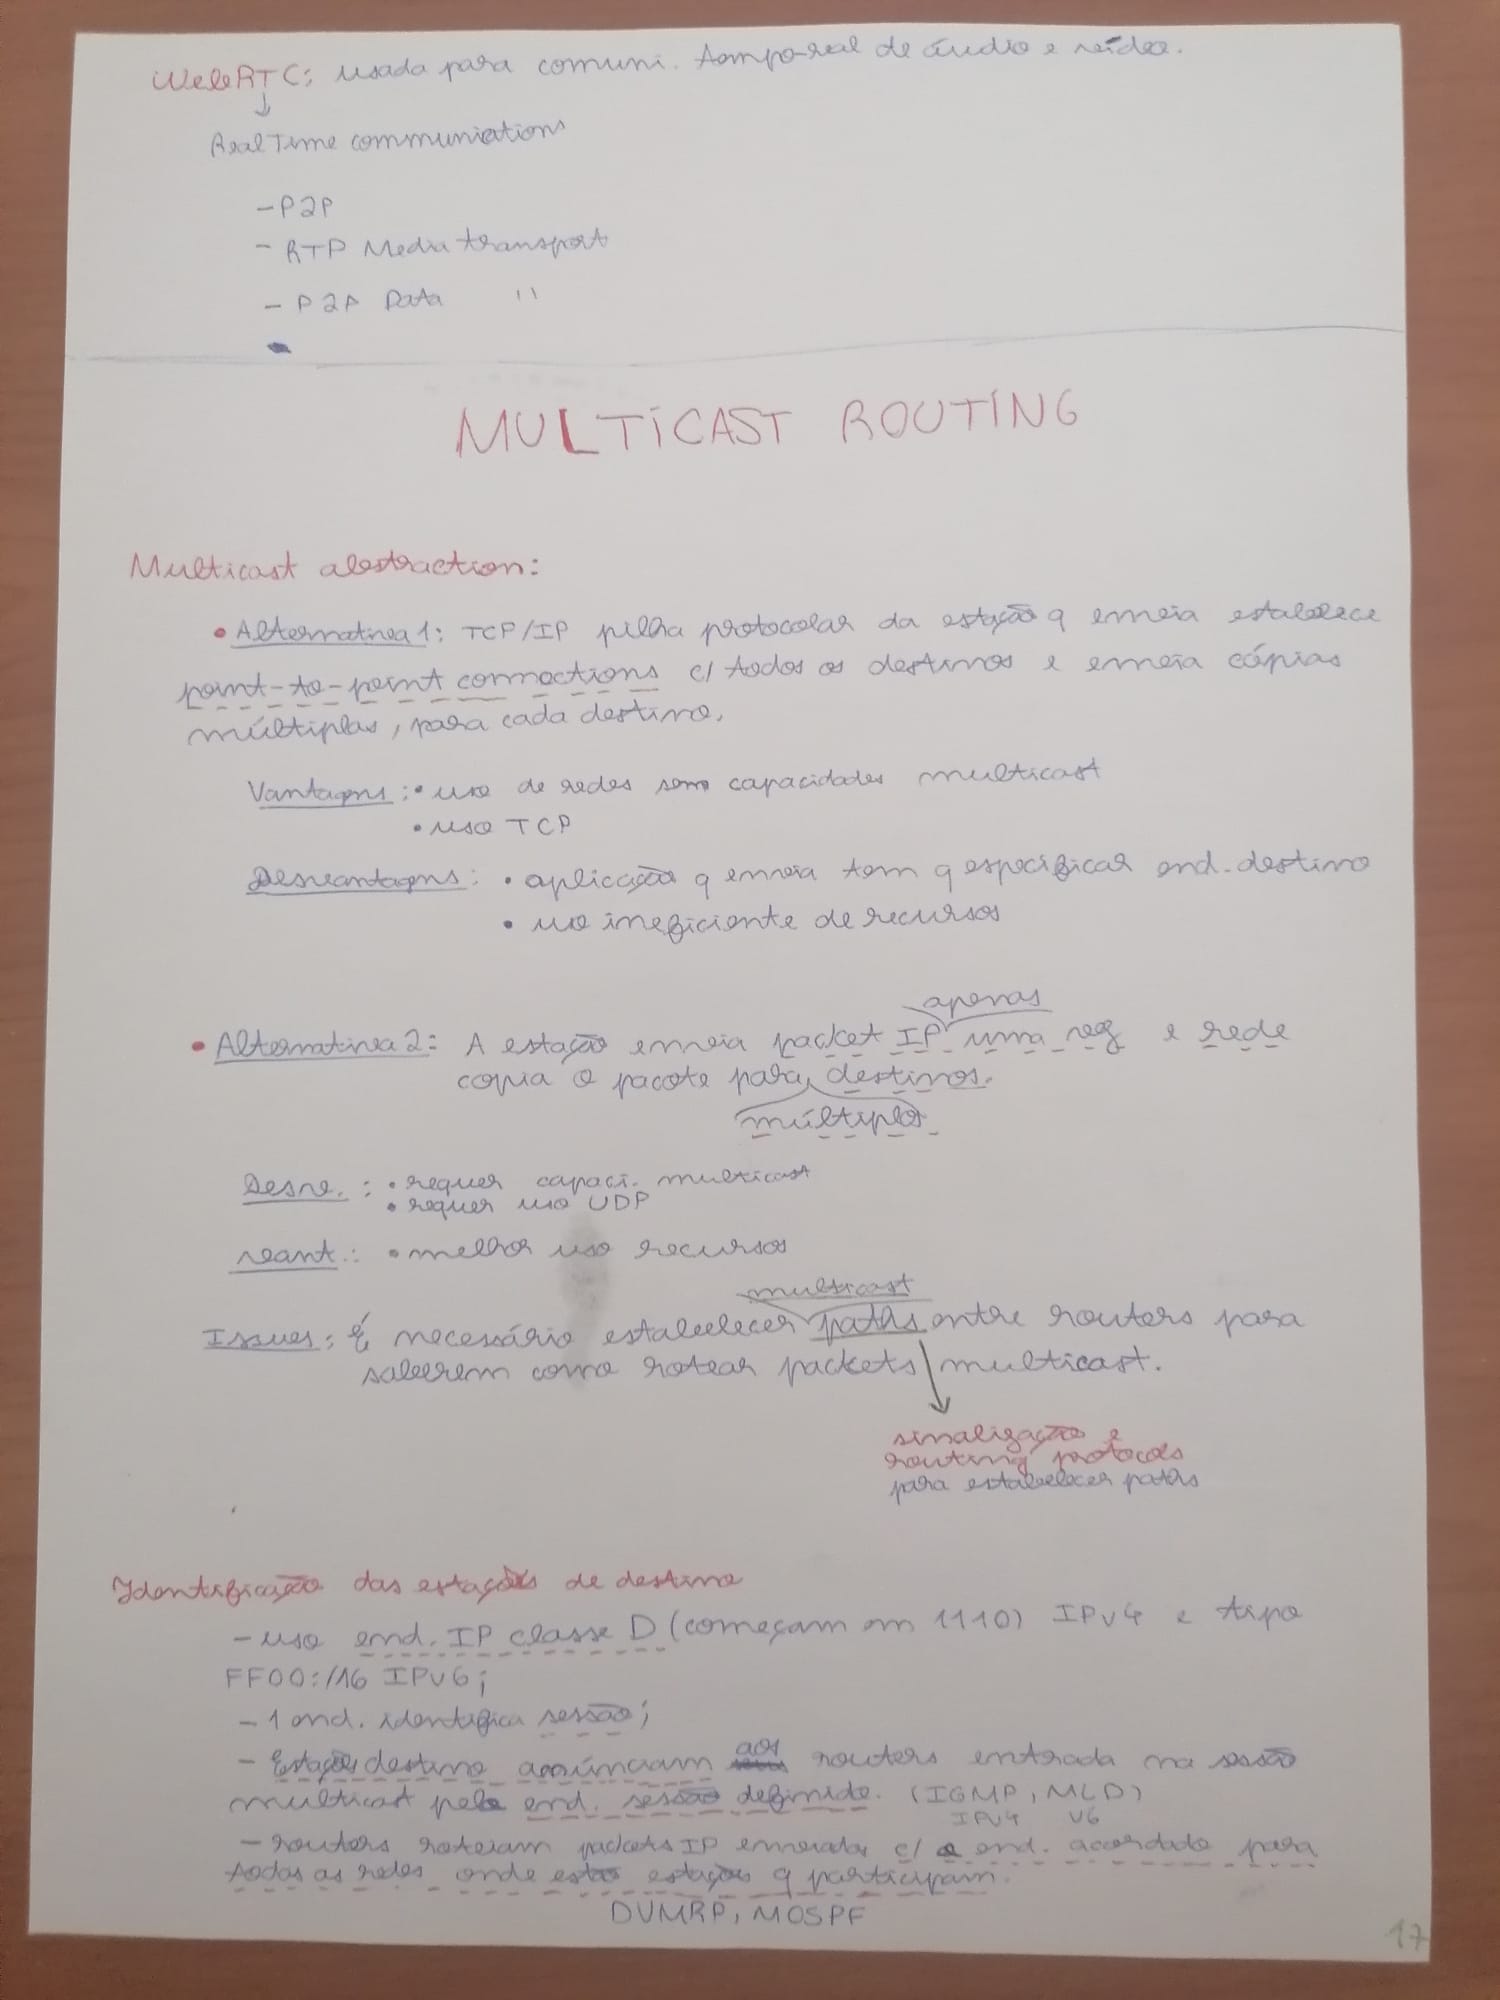 WebRTC: usada para comuni. tempo-real de áudio e vídeo.
↓
Real Time communications
- P2P
- RTP Media transport
- P2P Data "
MULTICAST ROUTING
Multicast abstraction:
• Alternativa 1: TCP/IP pilha protocolar da estação q envia estabelece
point-to-point connections c/ todos os destinos e envia cópias
múltiplas, para cada destino.
Vantagens: • uso de redes sem capacidades multicast
• uso TCP
Desvantagens: • aplicação q envia tem q especificar end. destino
• uso ineficiente de recursos
apenas
• Alternativa 2: A estação envia packet IP uma vez e rede
copia o pacote para destinos.
múltiplos
Desv. : • requer capaci. multicast
• requer uso UDP
vant.: • melhor uso recursos
multicast
Issues: É necessário estabelecer paths entre routers para
saberem como rotear packets multicast.
sinalização e
routing protocols
para estabelecer paths
Identificação das estações de destino
- uso end. IP classe D (começam em 1110) IPv4 e tipo
FF00:/16 IPv6;
- 1 end. identifica sessão;
- Estações destino anunciam aos routers entrada na sessão
multicast pelo end. sessão definido. (IGMP, MLD)
IPv4 v6
- routers roteiam packets IP enviados c/ o end. acordado para
todas as redes onde estão estações q participam.
DVMRP, MOSPF
17